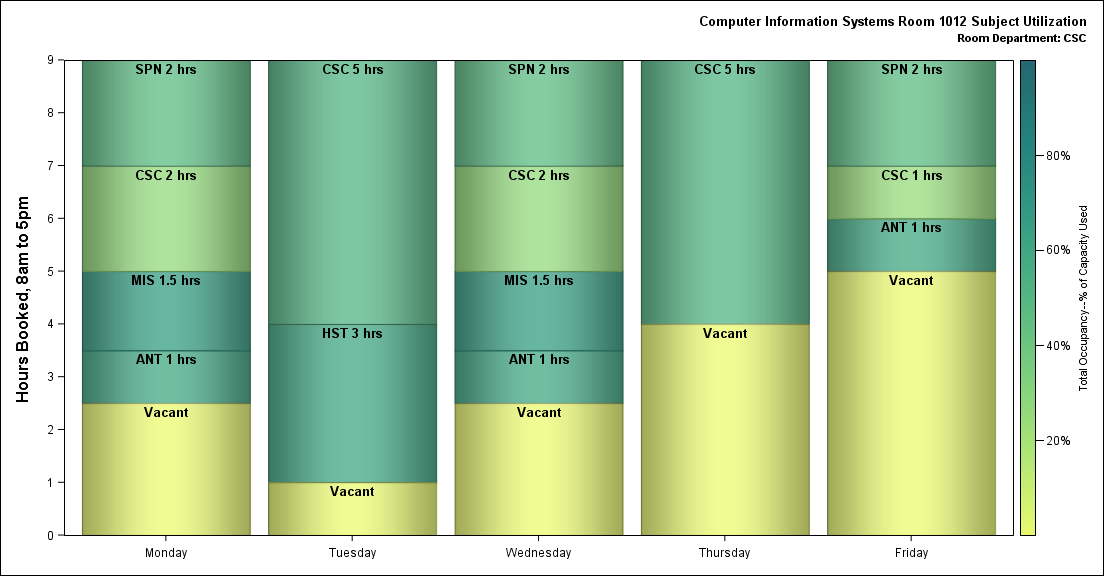 Computer Information Systems Room 1012 Subject Utilization
Room Department: CSC
Hours Booked, 8am to 5pm
9
8
7
6
5
4
3
2
1
0
SPN 2 hrs
CSC 2 hrs
MIS 1.5 hrs
ANT 1 hrs
Vacant
CSC 5 hrs
HST 3 hrs
Vacant
SPN 2 hrs
CSC 2 hrs
MIS 1.5 hrs
ANT 1 hrs
Vacant
CSC 5 hrs
Vacant
SPN 2 hrs
CSC 1 hrs
ANT 1 hrs
Vacant
Monday Tuesday Wednesday Thursday Friday
80%
60%
40%
20%
Total Occupancy--% of Capacity Used